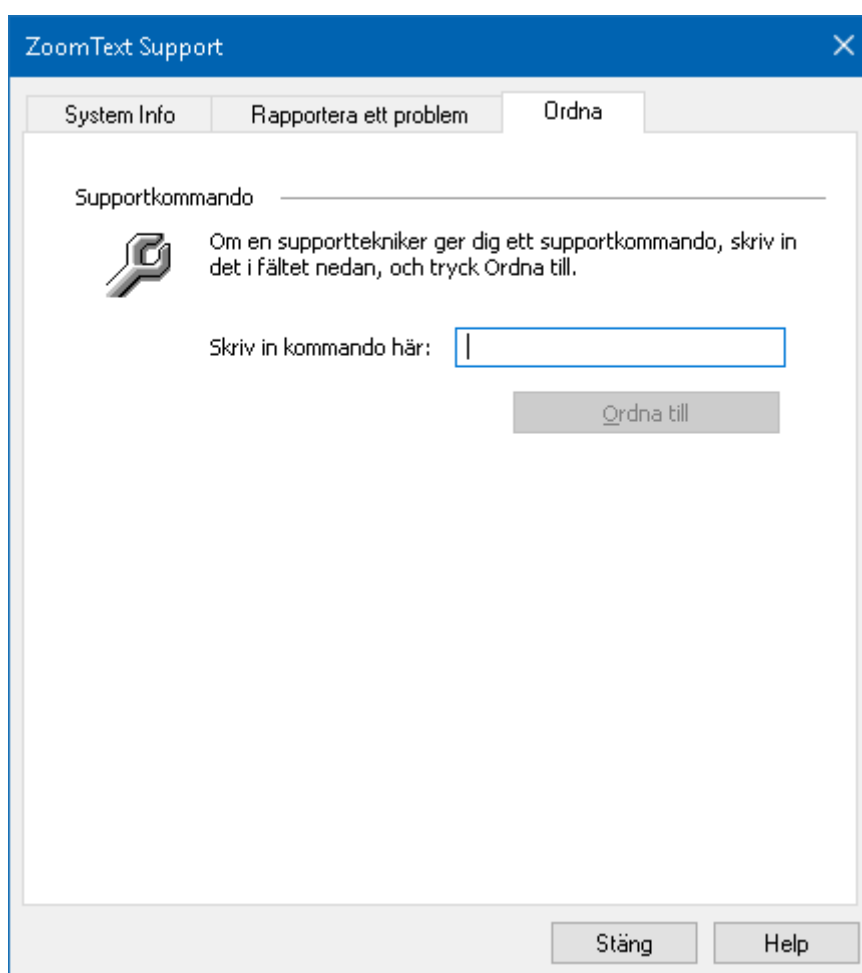 ZoomText Support
System Info
Rapportera ett problem
Ordna
Supportkommando
Om en supporttekniker ger dig ett supportkommando, skriv in
det i fältet nedan, och tryck Ordna till.
Skriv in kommando här:
Ordna till
Stäng
Help